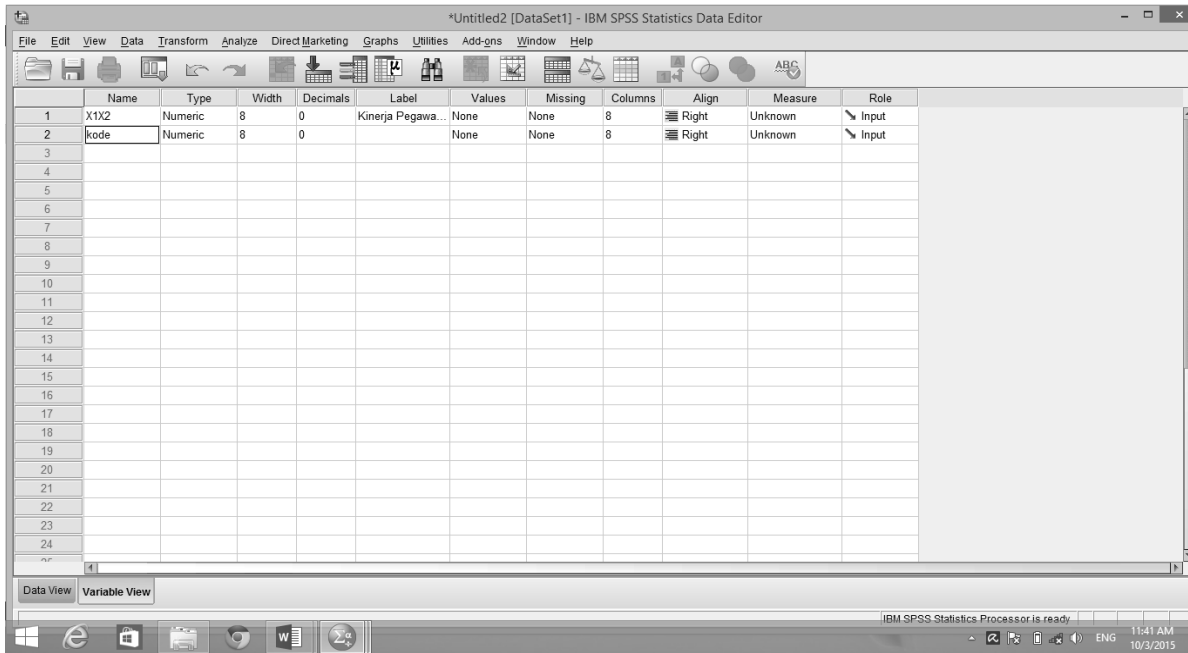 *Untitled2 [DataSet1] - IBM SPSS Statistics Data Editor
File Edit View Data Transform Analyze Direct Marketing Graphs Utilities Add-ons Window Help
Name Type Width Decimals Label Values Missing Columns Align Measure Role
1 X1X2 Numeric 8 0 Kinerja Pegawa... None None 8 Right Unknown Input
2 kode Numeric 8 0 None None 8 Right Unknown Input
3
4
5
6
7
8
9
10
11
12
13
14
15
16
17
18
19
20
21
22
23
24
Data View Variable View
IBM SPSS Statistics Processor is ready
ENG 11:41 AM
10/3/2015